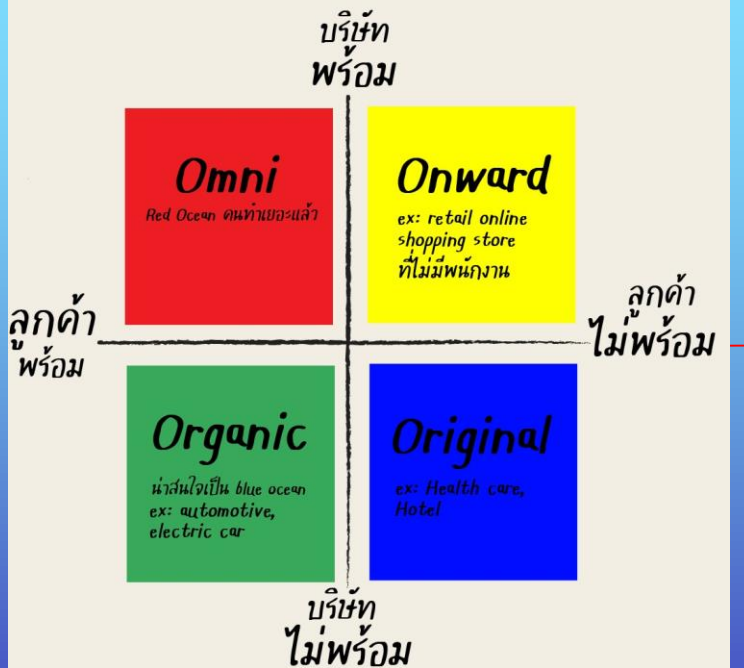 บริษัท
พร้อม
Omni
Red Ocean คนทำเยอะแล้ว
Onward
ex: retail online
shopping store
ที่ไม่มีพนักงาน
ลูกค้า
พร้อม
ลูกค้า
ไม่พร้อม
Organic
น่าสนใจเป็น blue ocean
ex: automotive,
electric car
Original
ex: Health care,
Hotel
บริษัท
ไม่พร้อม